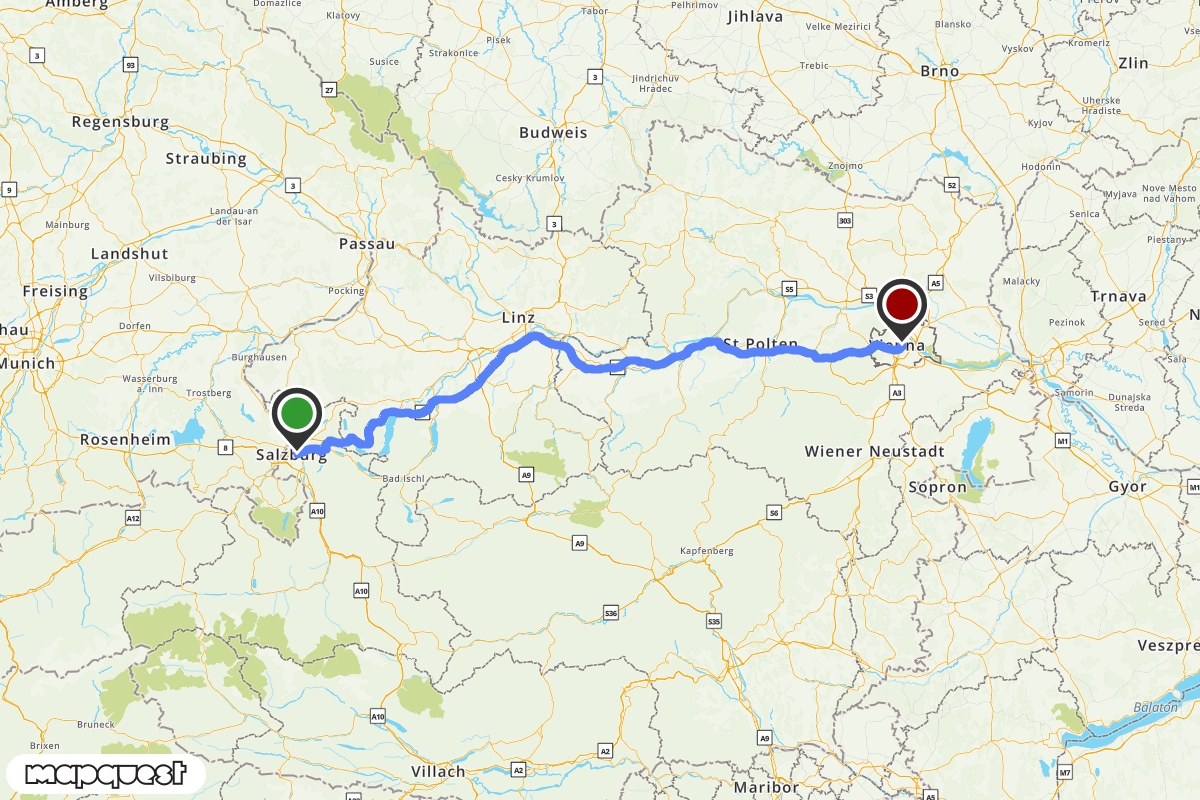 Amberg
Domazlice
Klatovy
Tabor
Pelhrimov
Jihlava
Velke Mezirici
Blansko
Prerov
Vyskov
Kromeriz
Zlin
Pisek
Strakonice
Susice
3
93
27
3
Jindrichuv
Hradec
Trebic
Brno
Uherske
Hradiste
Kyjov
Regensburg
Straubing
Budweis
Cesky Krumlov
Znojmo
Hodonin
3
9
52
Myjava
Nove Mesto
nad Vahom
Senica
Landau an
der Isar
Mainburg
3
303
Passau
Landshut
Vilsbiburg
Piestany
Freising
Pocking
S5
S3
A5
Malacky
Trnava
Linz
Dorfen
Pezinok
Sered
Munich
St Polten
Vienna
Burghausen
Sala
Wasserburg
a. Inn
Trostberg
A3
Samorin
Dunajska
Streda
Rosenheim
8
Salzburg
M1
Bad Ischl
A9
Wiener Neustadt
Sopron
Gyor
M1
A12
A10
S6
A9
Kapfenberg
A10
S36
S35
Veszpre
Balaton
Bruneck
A10
Brixen
A2
A9
Villach
A2
M7
Maribor
A5
mapquest